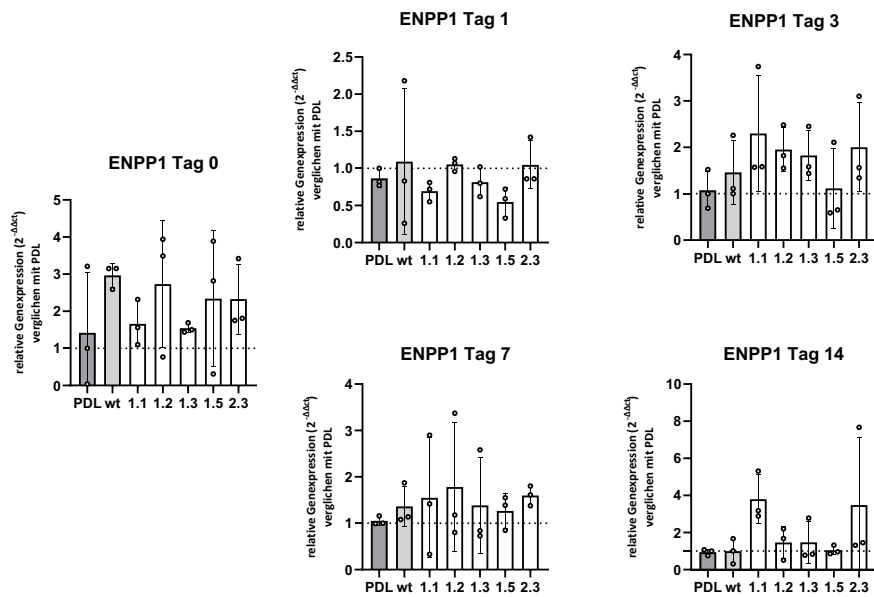 ENPP1 Tag 0
relative Genexpression (2^-ΔΔct)
verglichen mit PDL
5
4
3
2
1
0
PDL wt 1.1 1.2 1.3 1.5 2.3
ENPP1 Tag 1
relative Genexpression (2^-ΔΔct)
verglichen mit PDL
2.5
2.0
1.5
1.0
0.5
0.0
PDL wt 1.1 1.2 1.3 1.5 2.3
ENPP1 Tag 3
relative Genexpression (2^-ΔΔct)
verglichen mit PDL
4
3
2
1
0
PDL wt 1.1 1.2 1.3 1.5 2.3
ENPP1 Tag 7
relative Genexpression (2^-ΔΔct)
verglichen mit PDL
4
3
2
1
0
PDL wt 1.1 1.2 1.3 1.5 2.3
ENPP1 Tag 14
relative Genexpression (2^-ΔΔct)
verglichen mit PDL
10
8
6
4
2
1
0
PDL wt 1.1 1.2 1.3 1.5 2.3